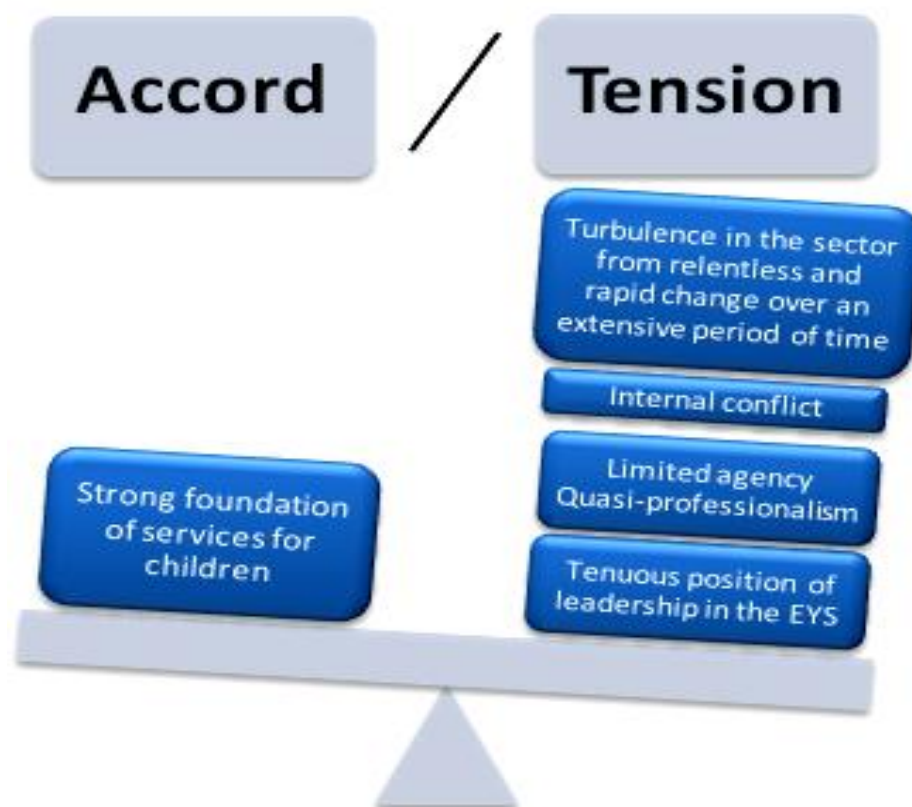 Accord / Tension
Turbulence in the sector
from relentless and
rapid change over an
extensive period of time
Internal conflict
Limited agency
Quasi-professionalism
Tenuous position of
leadership in the EYS
Strong foundation
of services for
children